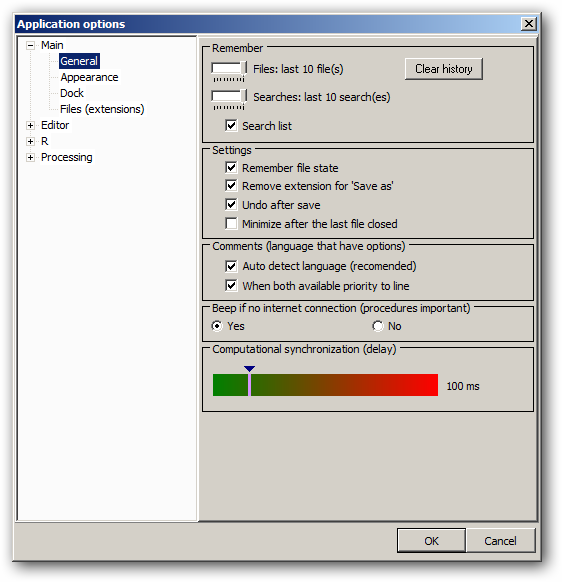 Application options
Main
General
Appearance
Dock
Files (extensions)
Editor
R
Processing
Remember
Files: last 10 file(s)
Clear history
Searches: last 10 search(es)
Search list
Settings
Remember file state
Remove extension for 'Save as'
Undo after save
Minimize after the last file closed
Comments (language that have options)
Auto detect language (recomended)
When both available priority to line
Beep if no internet connection (procedures important)
Yes
No
Computational synchronization (delay)
100 ms
OK
Cancel